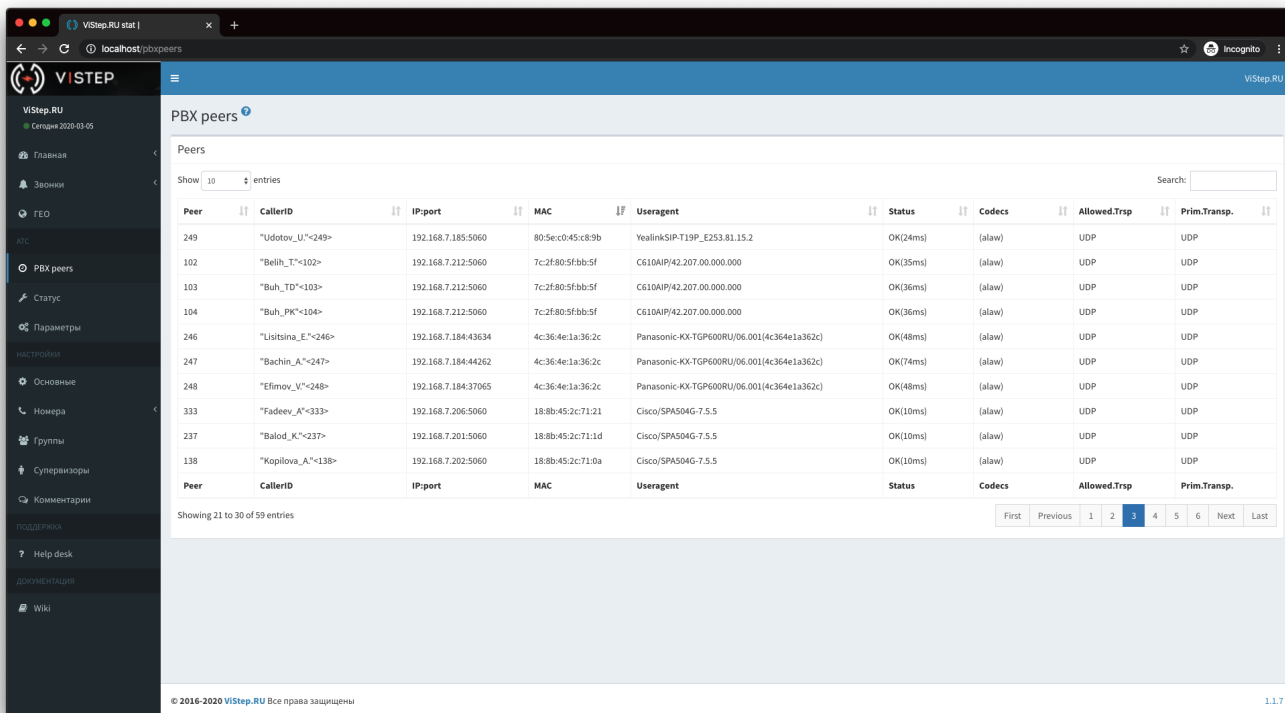 ViStep.RU stat |
localhost/pbxpeers
Incognito
VISTEP
ViStep.RU
ViStep.RU
Сегодня 2020-03-05
Главная
Звонки
ГЕО
АТС
PBX peers
Статус
Параметры
НАСТРОЙКИ
Основные
Номера
Группы
Супервизоры
Комментарии
ПОДДЕРЖКА
Help desk
ДОКУМЕНТАЦИЯ
Wiki
PBX peers
Peers
Show 10 entries Search:
Peer CallerID IP:port MAC Useragent Status Codecs Allowed.Trsp Prim.Transp.
249 "Udotov_U."<249> 192.168.7.185:5060 80:5e:c0:45:c8:9b YealinkSIP-T19P_E253.81.15.2 OK(24ms) (alaw) UDP UDP
102 "Belih_T."<102> 192.168.7.212:5060 7c:2f:80:5f:bb:5f C610AIP/42.207.00.000.000 OK(35ms) (alaw) UDP UDP
103 "Buh_TD"<103> 192.168.7.212:5060 7c:2f:80:5f:bb:5f C610AIP/42.207.00.000.000 OK(36ms) (alaw) UDP UDP
104 "Buh_PK"<104> 192.168.7.212:5060 7c:2f:80:5f:bb:5f C610AIP/42.207.00.000.000 OK(36ms) (alaw) UDP UDP
246 "Lisitsina_E."<246> 192.168.7.184:43634 4c:36:4e:1a:36:2c Panasonic-KX-TGP600RU/06.001(4c364e1a362c) OK(48ms) (alaw) UDP UDP
247 "Bachin_A."<247> 192.168.7.184:44262 4c:36:4e:1a:36:2c Panasonic-KX-TGP600RU/06.001(4c364e1a362c) OK(74ms) (alaw) UDP UDP
248 "Efimov_V."<248> 192.168.7.184:37065 4c:36:4e:1a:36:2c Panasonic-KX-TGP600RU/06.001(4c364e1a362c) OK(48ms) (alaw) UDP UDP
333 "Fadeev_A"<333> 192.168.7.206:5060 18:8b:45:2c:71:21 Cisco/SPA504G-7.5.5 OK(10ms) (alaw) UDP UDP
237 "Balod_K."<237> 192.168.7.201:5060 18:8b:45:2c:71:1d Cisco/SPA504G-7.5.5 OK(10ms) (alaw) UDP UDP
138 "Kopilova_A."<138> 192.168.7.202:5060 18:8b:45:2c:71:0a Cisco/SPA504G-7.5.5 OK(10ms) (alaw) UDP UDP
Peer CallerID IP:port MAC Useragent Status Codecs Allowed.Trsp Prim.Transp.
Showing 21 to 30 of 59 entries First Previous 1 2 3 4 5 6 Next Last
© 2016-2020 ViStep.RU Все права защищены 1.1.7